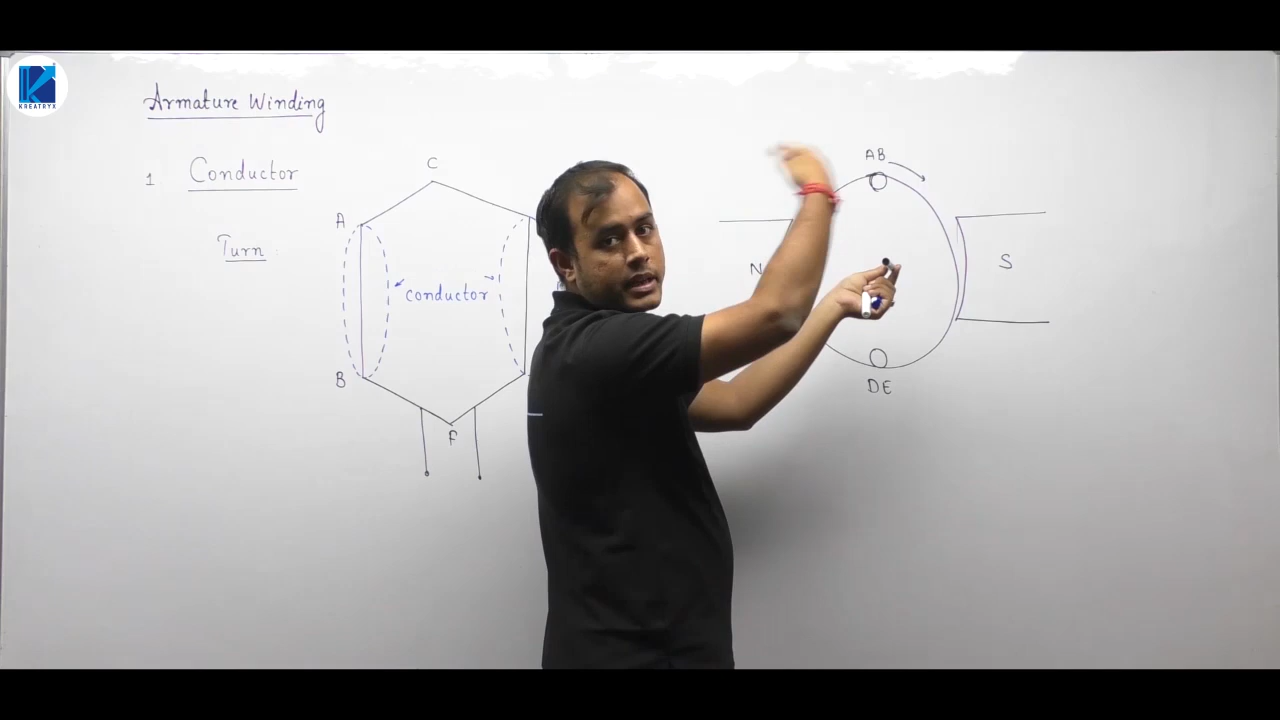 KREATRYX
Armature Winding
1 Conductor
Turn
C
A
conductor
B
F
AB
N
S
DE